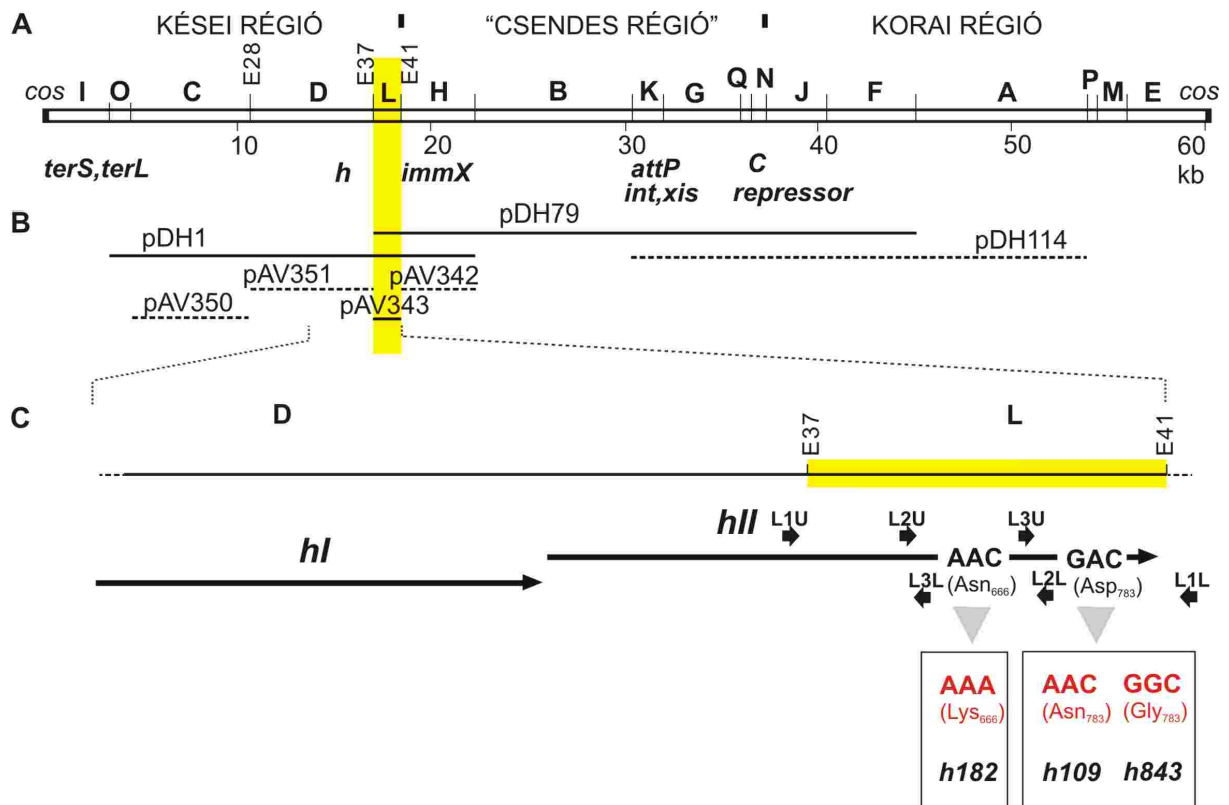 A KÉSEI RÉGIÓ “CSENDES RÉGIÓ” KORAI RÉGIÓ
E28 E37 E41
cos I O C D L H B K G Q N J F A P M E cos
10 20 30 40 50 60
kb
terS,terL h immX attP C
int,xis repressor
B pDH79
pDH1 pDH114
pAV351 pAV342
pAV350 pAV343
C D L
E37 E41
hI hII L1U L2U L3U
AAC GAC
L3L (Asn666) L2L (Asp783) L1L
AAA AAC GGC
(Lys666) (Asn783) (Gly783)
h182 h109 h843